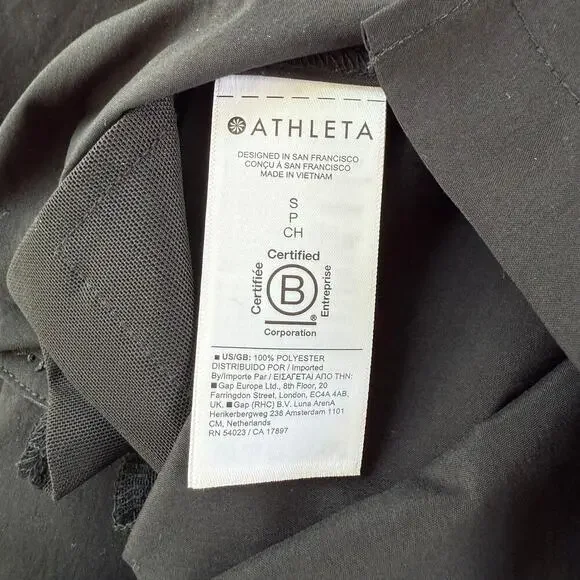 ATHLETA
DESIGNED IN SAN FRANCISCO
CONÇU À SAN FRANCISCO
MADE IN VIETNAM
S
P
CH
Certified
Certifiée
B
Entreprise
®
Corporation
■ US/GB: 100% POLYESTER
DISTRIBUIDO POR / Imported
By/Importe Par / ΕΙΣΑΓΕΤΑΙ ΑΠΟ ΤΗΝ:
■ Gap Europe Ltd., 8th Floor, 20
Farringdon Street, London, EC4A 4AB,
UK. ■ Gap (RHC) B.V. Luna ArenA
Herikerbergweg 238 Amsterdam 1101
CM, Netherlands
RN 54023 / CA 17897